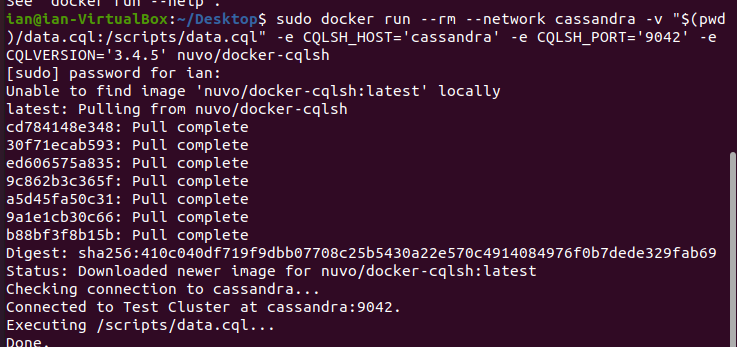 See 'docker run --help'.
ian@ian-VirtualBox:~/Desktop$ sudo docker run --rm --network cassandra -v "$(pwd
)/data.cql:/scripts/data.cql" -e CQLSH_HOST='cassandra' -e CQLSH_PORT='9042' -e
CQLVERSION='3.4.5' nuvo/docker-cqlsh
[sudo] password for ian:
Unable to find image 'nuvo/docker-cqlsh:latest' locally
latest: Pulling from nuvo/docker-cqlsh
cd784148e348: Pull complete
30f71ecab593: Pull complete
ed606575a835: Pull complete
9c862b3c365f: Pull complete
a5d45fa50c31: Pull complete
9a1e1cb30c66: Pull complete
b88bf3f8b15b: Pull complete
Digest: sha256:410c040df719f9dbb07708c25b5430a22e570c4914084976f0b7dede329fab69
Status: Downloaded newer image for nuvo/docker-cqlsh:latest
Checking connection to cassandra...
Connected to Test Cluster at cassandra:9042.
Executing /scripts/data.cql...
Done.